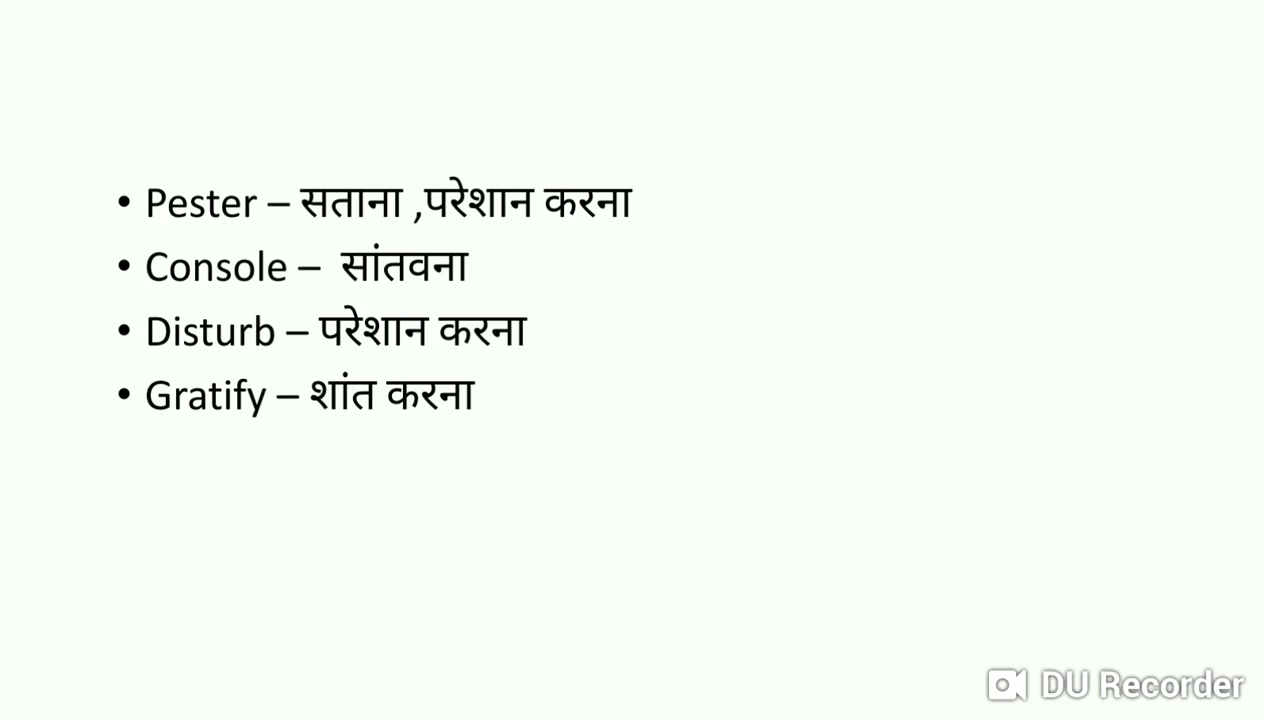 • Pester – सताना ,परेशान करना
• Console –  सांतवना
• Disturb – परेशान करना
• Gratify – शांत करना
DU Recorder